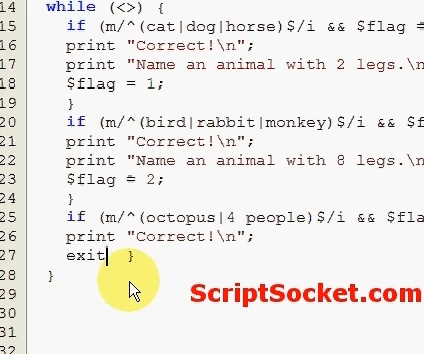 14 while (<>) {
15 if (m/^(cat|dog|horse)$/i && $flag =
16 print "Correct!\n";
17 print "Name an animal with 2 legs.\n
18 $flag = 1;
19 }
20 if (m/^(bird|rabbit|monkey)$/i && $f
21 print "Correct!\n";
22 print "Name an animal with 8 legs.\n
23 $flag = 2;
24 }
25 if (m/^(octopus|4 people)$/i && $fla
26 print "Correct!\n";
27 exit }
28 }
29
30
31
32
ScriptSocket.com